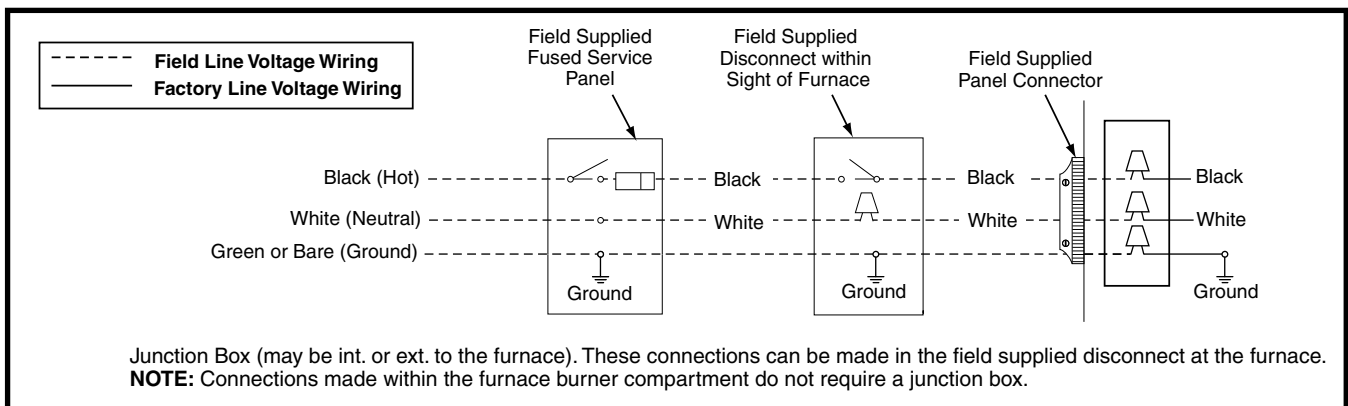 Field Line Voltage Wiring
Factory Line Voltage Wiring
Field Supplied
Fused Service
Panel
Field Supplied
Disconnect within
Sight of Furnace
Field Supplied
Panel Connector
Black (Hot)
Black
Black
Black
White (Neutral)
White
White
White
Green or Bare (Ground)
Ground
Ground
Ground
Junction Box (may be int. or ext. to the furnace). These connections can be made in the field supplied disconnect at the furnace.
NOTE: Connections made within the furnace burner compartment do not require a junction box.